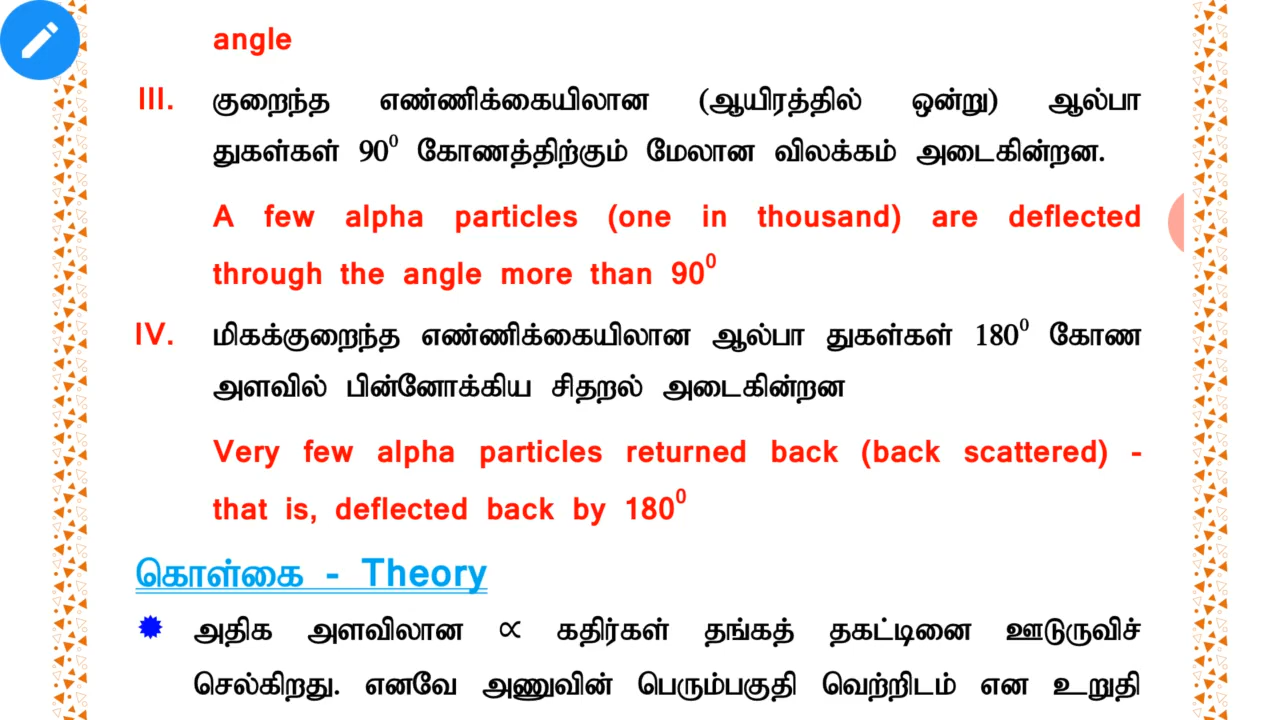 angle
III. குறைந்த எண்ணிக்கையிலான (ஆயிரத்தில் ஒன்று) ஆல்பா
துகள்கள் 90⁰ கோணத்திற்கும் மேலான விலக்கம் அடைகின்றன.
A few alpha particles (one in thousand) are deflected
through the angle more than 90⁰
IV. மிகக்குறைந்த எண்ணிக்கையிலான ஆல்பா துகள்கள் 180⁰ கோண
அளவில் பின்னோக்கிய சிதறல் அடைகின்றன
Very few alpha particles returned back (back scattered) -
that is, deflected back by 180⁰
கொள்கை - Theory
அதிக அளவிலான ∝ கதிர்கள் தங்கத் தகட்டினை ஊடுருவிச்
செல்கிறது. எனவே அணுவின் பெரும்பகுதி வெற்றிடம் என உறுதி